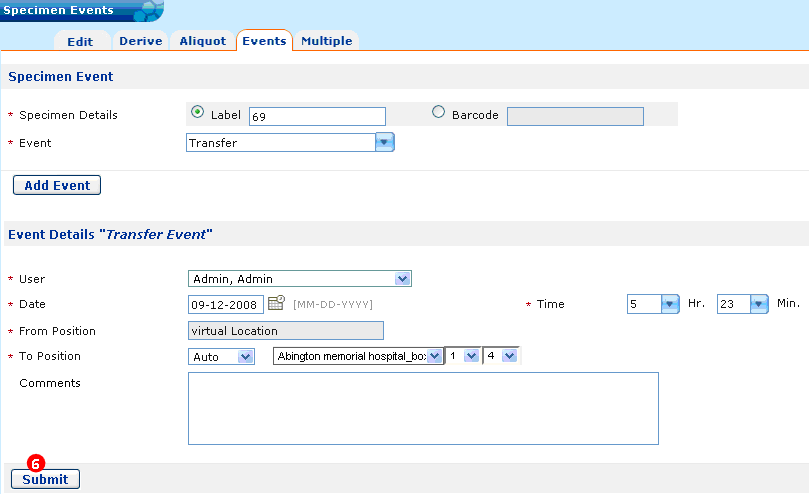 Specimen Events
Edit Derive Aliquot Events Multiple
Specimen Event
* Specimen Details Label 69 Barcode
* Event Transfer
Add Event
Event Details "Transfer Event"
* User Admin, Admin
* Date 09-12-2008 [MM-DD-YYYY] * Time 5 Hr. 23 Min.
* From Position virtual Location
* To Position Auto Abington memorial hospital_bo 1 4
Comments
6
Submit